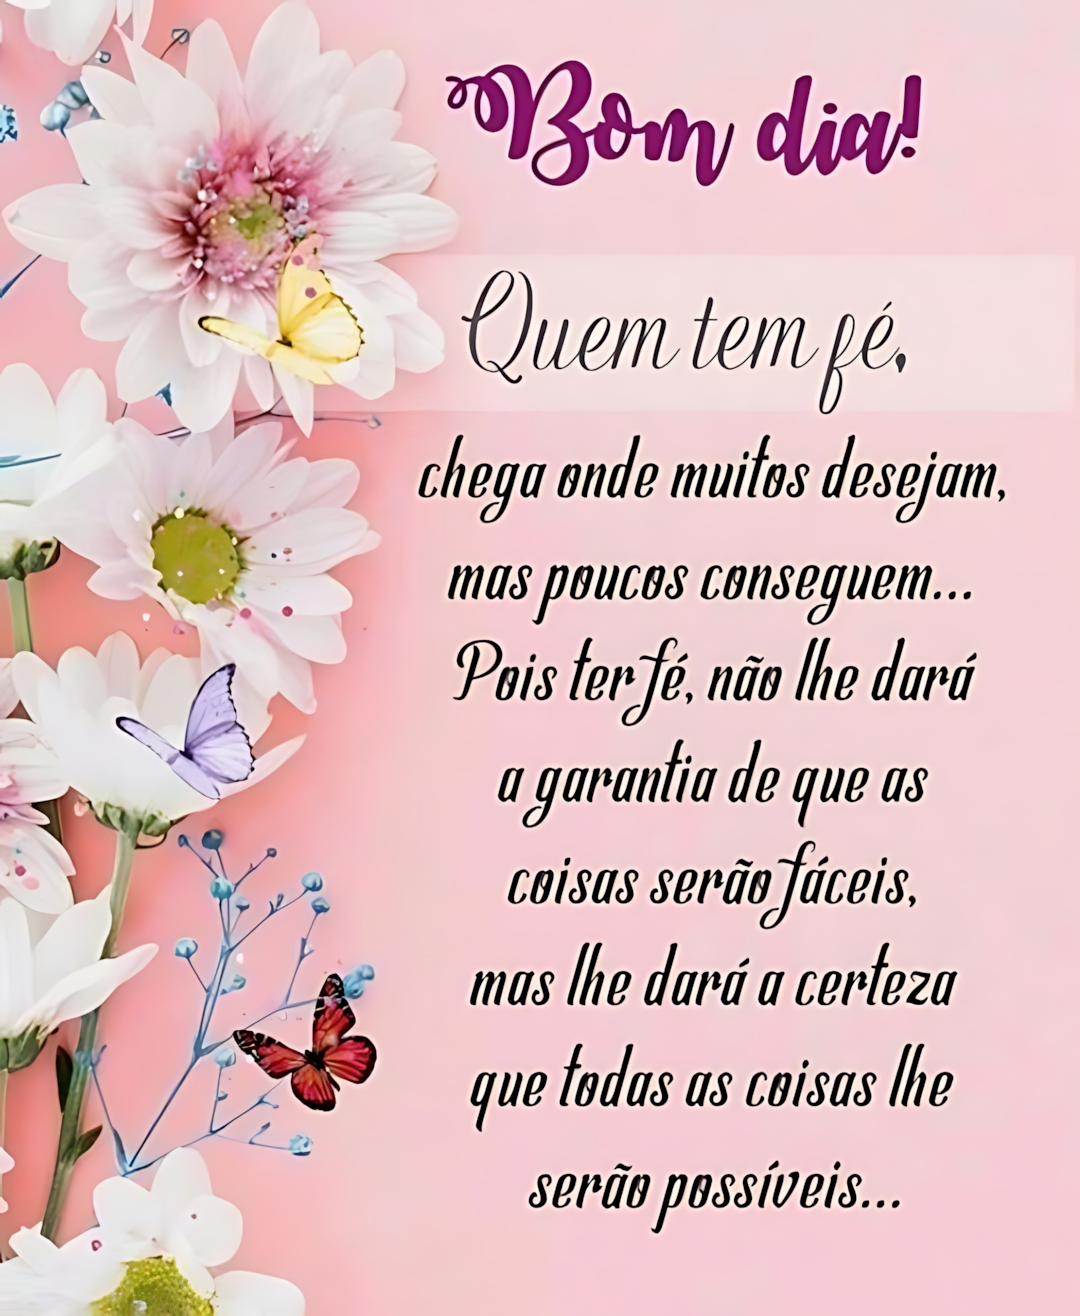 Bom dia!
Quem tem fé,
chega onde muitos desejam,
mas poucos conseguem...
Pois ter fé, não lhe dará
a garantia de que as
coisas serão fáceis,
mas lhe dará a certeza
que todas as coisas lhe
serão possíveis...